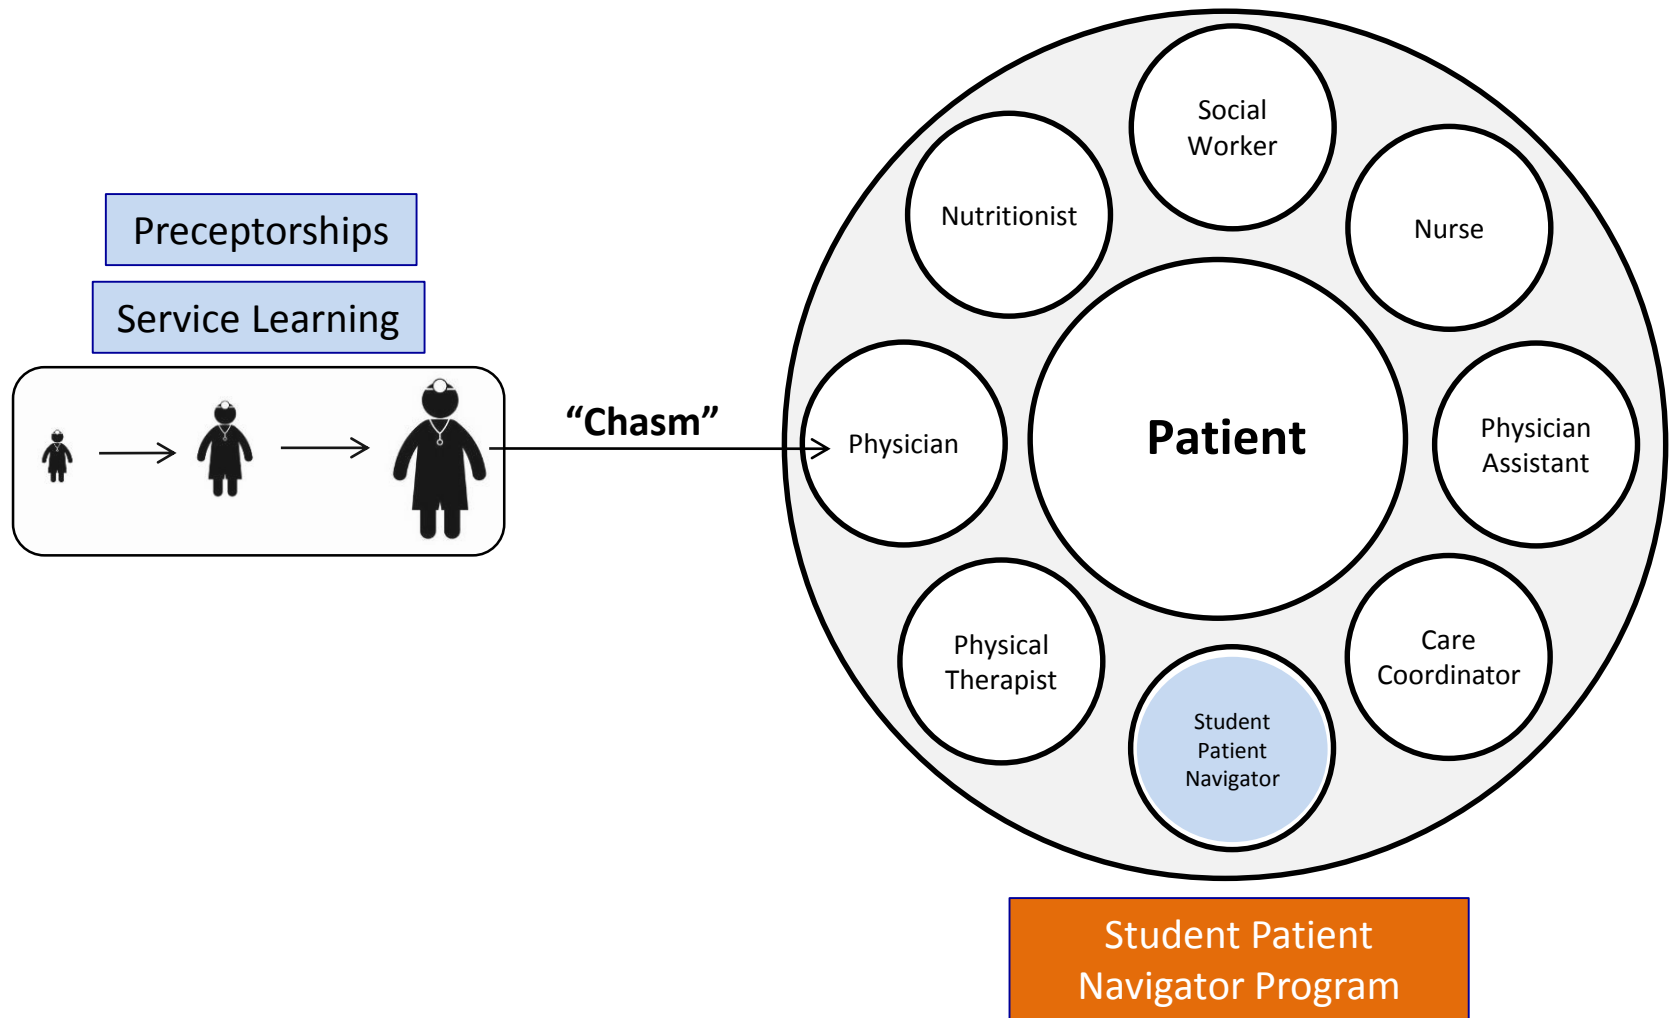 Preceptorships
Service Learning
“Chasm”
Social
Worker
Nutritionist
Nurse
Physician
Patient
Physician
Assistant
Physical
Therapist
Care
Coordinator
Student
Patient
Navigator
Student Patient
Navigator Program